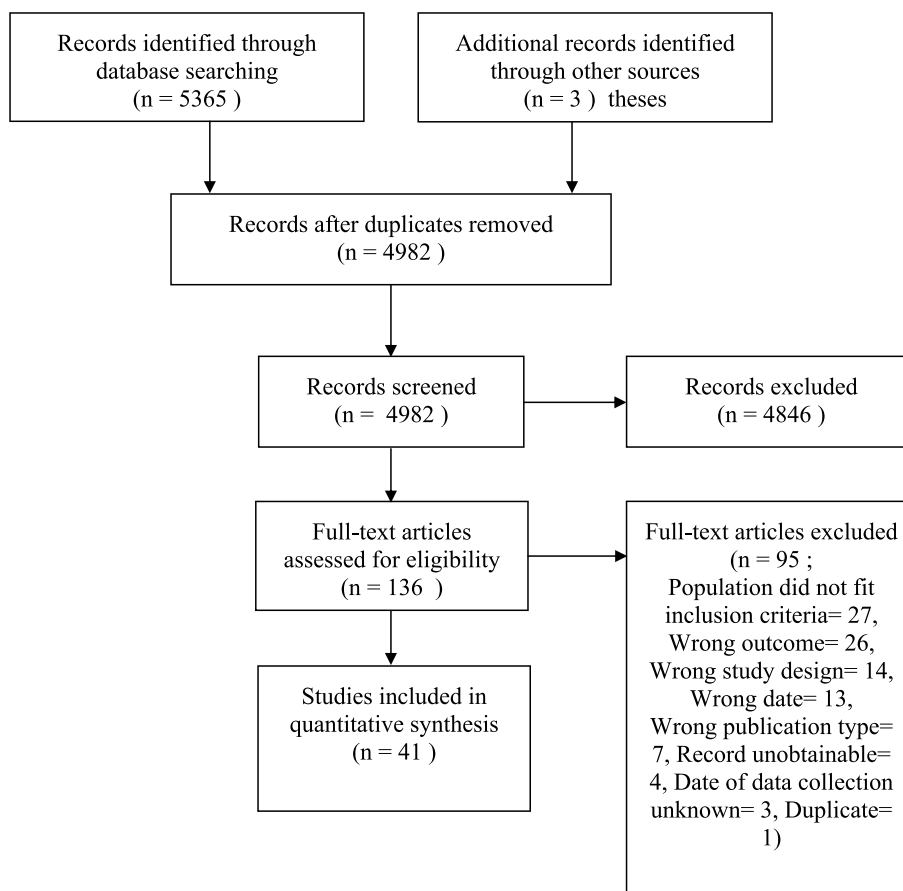 Records identified through
database searching
(n = 5365 )
Additional records identified
through other sources
(n = 3 ) theses
Records after duplicates removed
(n = 4982 )
Records screened
(n = 4982 )
Records excluded
(n = 4846 )
Full-text articles
assessed for eligibility
(n = 136 )
Full-text articles excluded
(n = 95 ;
Population did not fit
inclusion criteria= 27,
Wrong outcome= 26,
Wrong study design= 14,
Wrong date= 13,
Wrong publication type=
7, Record unobtainable=
4, Date of data collection
unknown= 3, Duplicate=
1)
Studies included in
quantitative synthesis
(n = 41 )